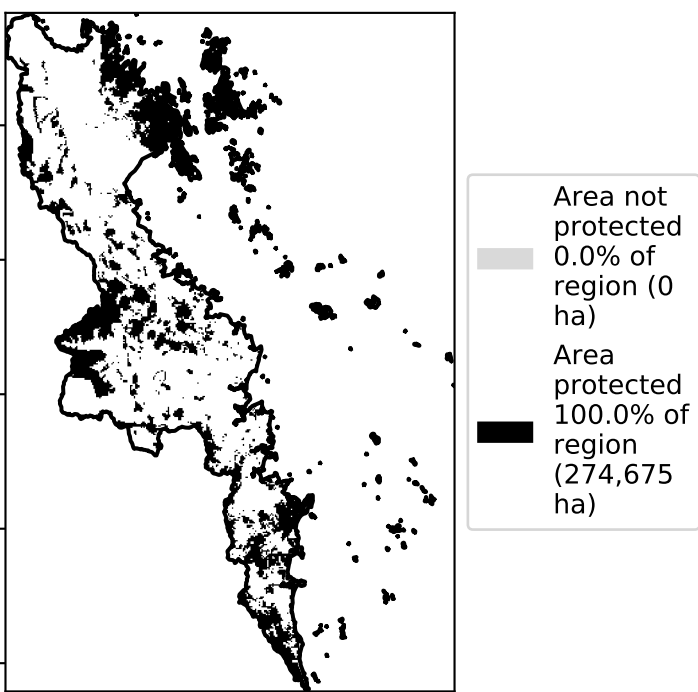 Area not
protected
0.0% of
region (0
ha)
Area
protected
100.0% of
region
(274,675
ha)